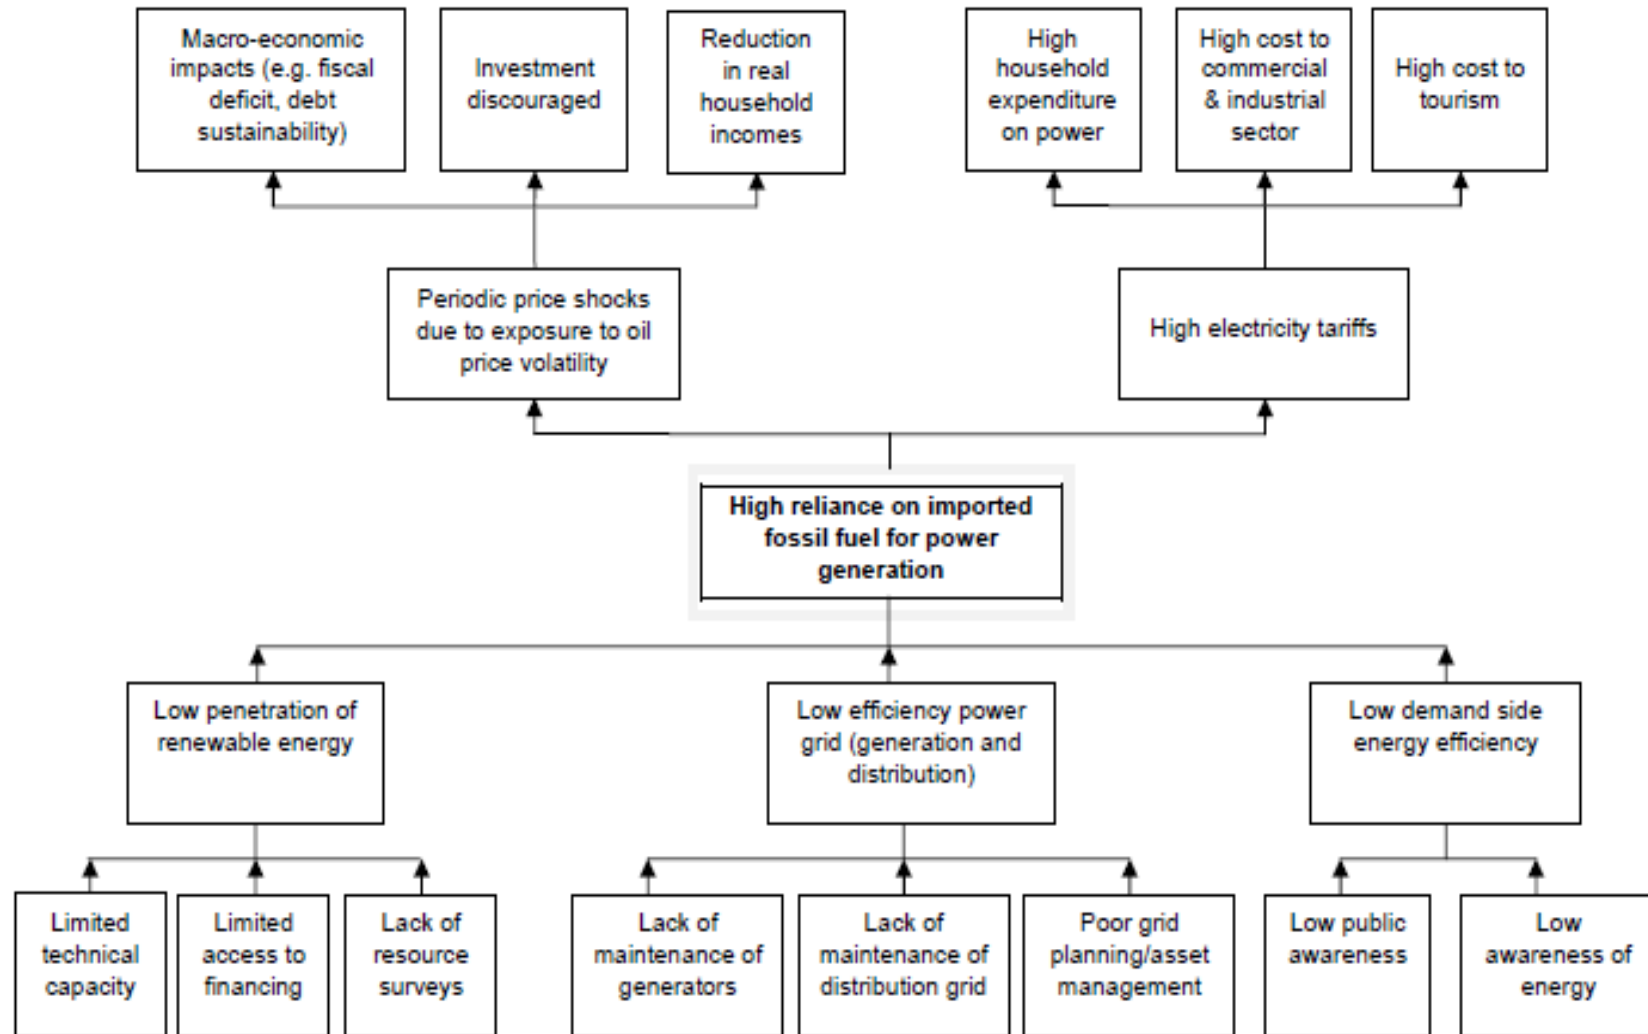 Macro-economic
impacts (e.g. fiscal
deficit, debt
sustainability)
Investment
discouraged
Reduction
in real
household
incomes
High
household
expenditure
on power
High cost to
commercial
& industrial
sector
High cost to
tourism
Periodic price shocks
due to exposure to oil
price volatility
High electricity tariffs
High reliance on imported
fossil fuel for power
generation
Low penetration of
renewable energy
Low efficiency power
grid (generation and
distribution)
Low demand side
energy efficiency
Limited
technical
capacity
Limited
access to
financing
Lack of
resource
surveys
Lack of
maintenance of
generators
Lack of
maintenance of
distribution grid
Poor grid
planning/asset
management
Low public
awareness
Low
awareness of
energy